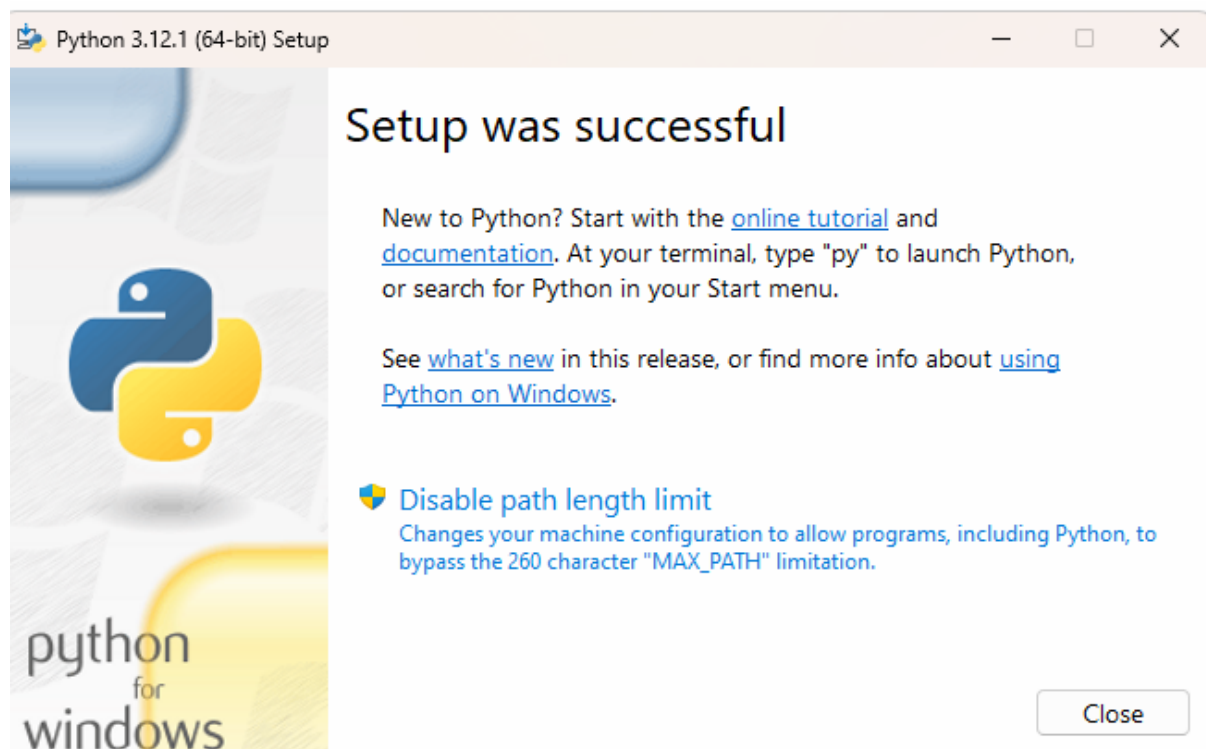 Python 3.12.1 (64-bit) Setup
Setup was successful
New to Python? Start with the online tutorial and
documentation. At your terminal, type "py" to launch Python,
or search for Python in your Start menu.
See what's new in this release, or find more info about using
Python on Windows.
Disable path length limit
Changes your machine configuration to allow programs, including Python, to
bypass the 260 character "MAX_PATH" limitation.
python
for
windows
Close